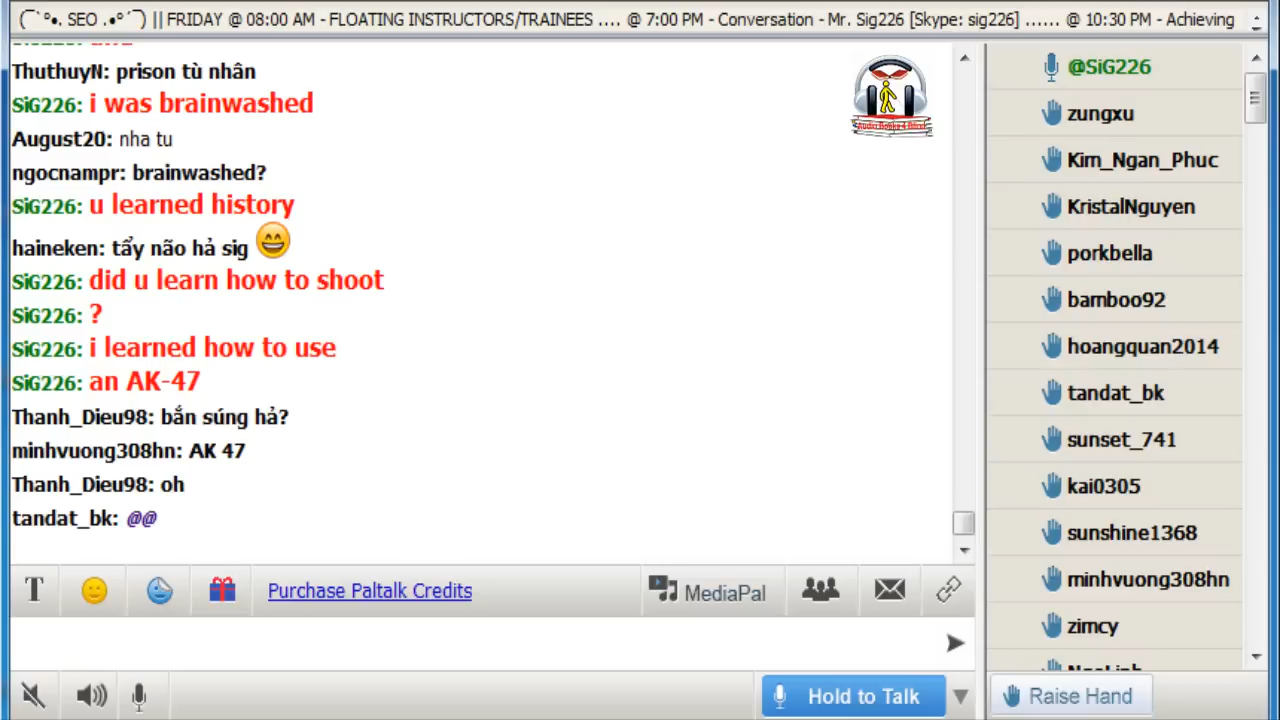 (¯`°•. SEO .•°´¯) || FRIDAY @ 08:00 AM - FLOATING INSTRUCTORS/TRAINEES .... @ 7:00 PM - Conversation - Mr. Sig226 [Skype: sig226] ...... @ 10:30 PM - Achieving
ThuthuyN: prison tù nhân
SiG226: i was brainwashed
August20: nha tu
ngocnampr: brainwashed?
SiG226: u learned history
haineken: tẩy não hả sig
SiG226: did u learn how to shoot
SiG226: ?
SiG226: i learned how to use
SiG226: an AK-47
Thanh_Dieu98: bắn súng hả?
minhvuong308hn: AK 47
Thanh_Dieu98: oh
tandat_bk: @@
Audio Books 4 Blind
@SiG226
zungxu
Kim_Ngan_Phuc
KristalNguyen
porkbella
bamboo92
hoangquan2014
tandat_bk
sunset_741
kai0305
sunshine1368
minhvuong308hn
zimcy
T
Purchase Paltalk Credits
MediaPal
Hold to Talk
Raise Hand